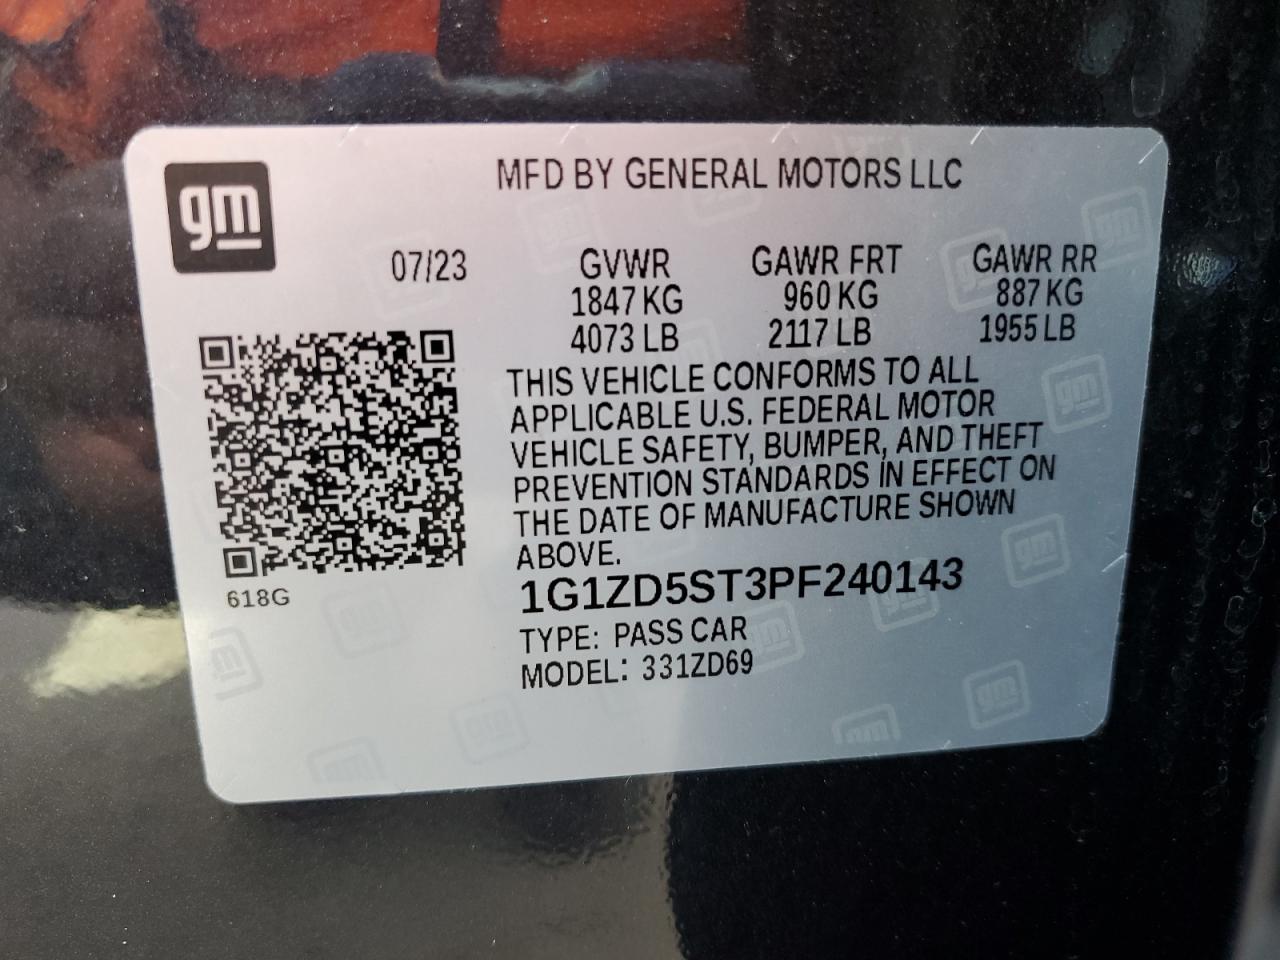 gm
MFD BY GENERAL MOTORS LLC
07/23
GVWR GAWR FRT GAWR RR
1847 KG 960 KG 887 KG
4073 LB 2117 LB 1955 LB
THIS VEHICLE CONFORMS TO ALL
APPLICABLE U.S. FEDERAL MOTOR
VEHICLE SAFETY, BUMPER, AND THEFT
PREVENTION STANDARDS IN EFFECT ON
THE DATE OF MANUFACTURE SHOWN
ABOVE.
618G
1G1ZD5ST3PF240143
TYPE: PASS CAR
MODEL: 331ZD69